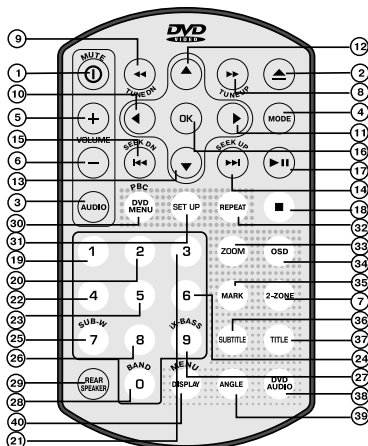 DVD
VIDEO
9 12
MUTE
1 2
10 TUNE DN TUNE UP 8
5 + OK MODE 4
11
15 VOLUME SEEK DN SEEK UP 16
6 − 17
13 14
3 AUDIO PBC
30 DVD MENU SET UP REPEAT 18
31 32
19 1 2 3 ZOOM OSD 33
20 34
22 4 5 6 MARK 2-ZONE 35
23 7
SUB-W iX-BASS 36
25 7 8 9 SUBTITLE TITLE 24
26 37
BAND MENU 27
29 REAR SPEAKER 0 DISPLAY ANGLE DVD AUDIO
28 38
40 39
21